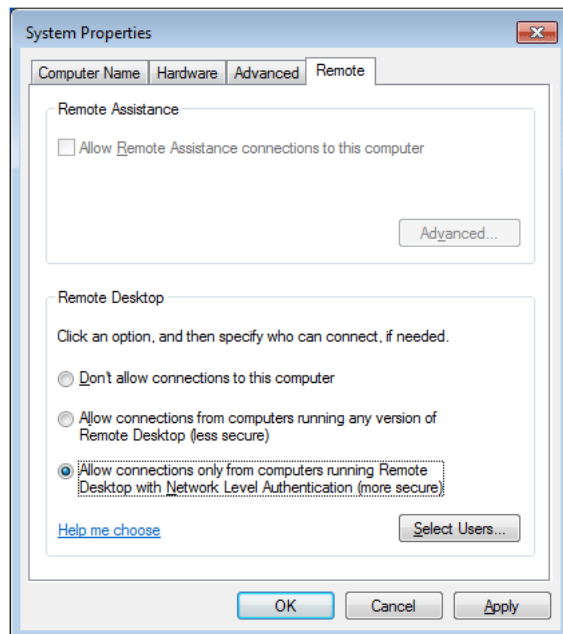 System Properties
Computer Name Hardware Advanced Remote
Remote Assistance
Allow Remote Assistance connections to this computer
Advanced...
Remote Desktop
Click an option, and then specify who can connect, if needed.
Don't allow connections to this computer
Allow connections from computers running any version of
Remote Desktop (less secure)
Allow connections only from computers running Remote
Desktop with Network Level Authentication (more secure)
Help me choose
Select Users...
OK Cancel Apply